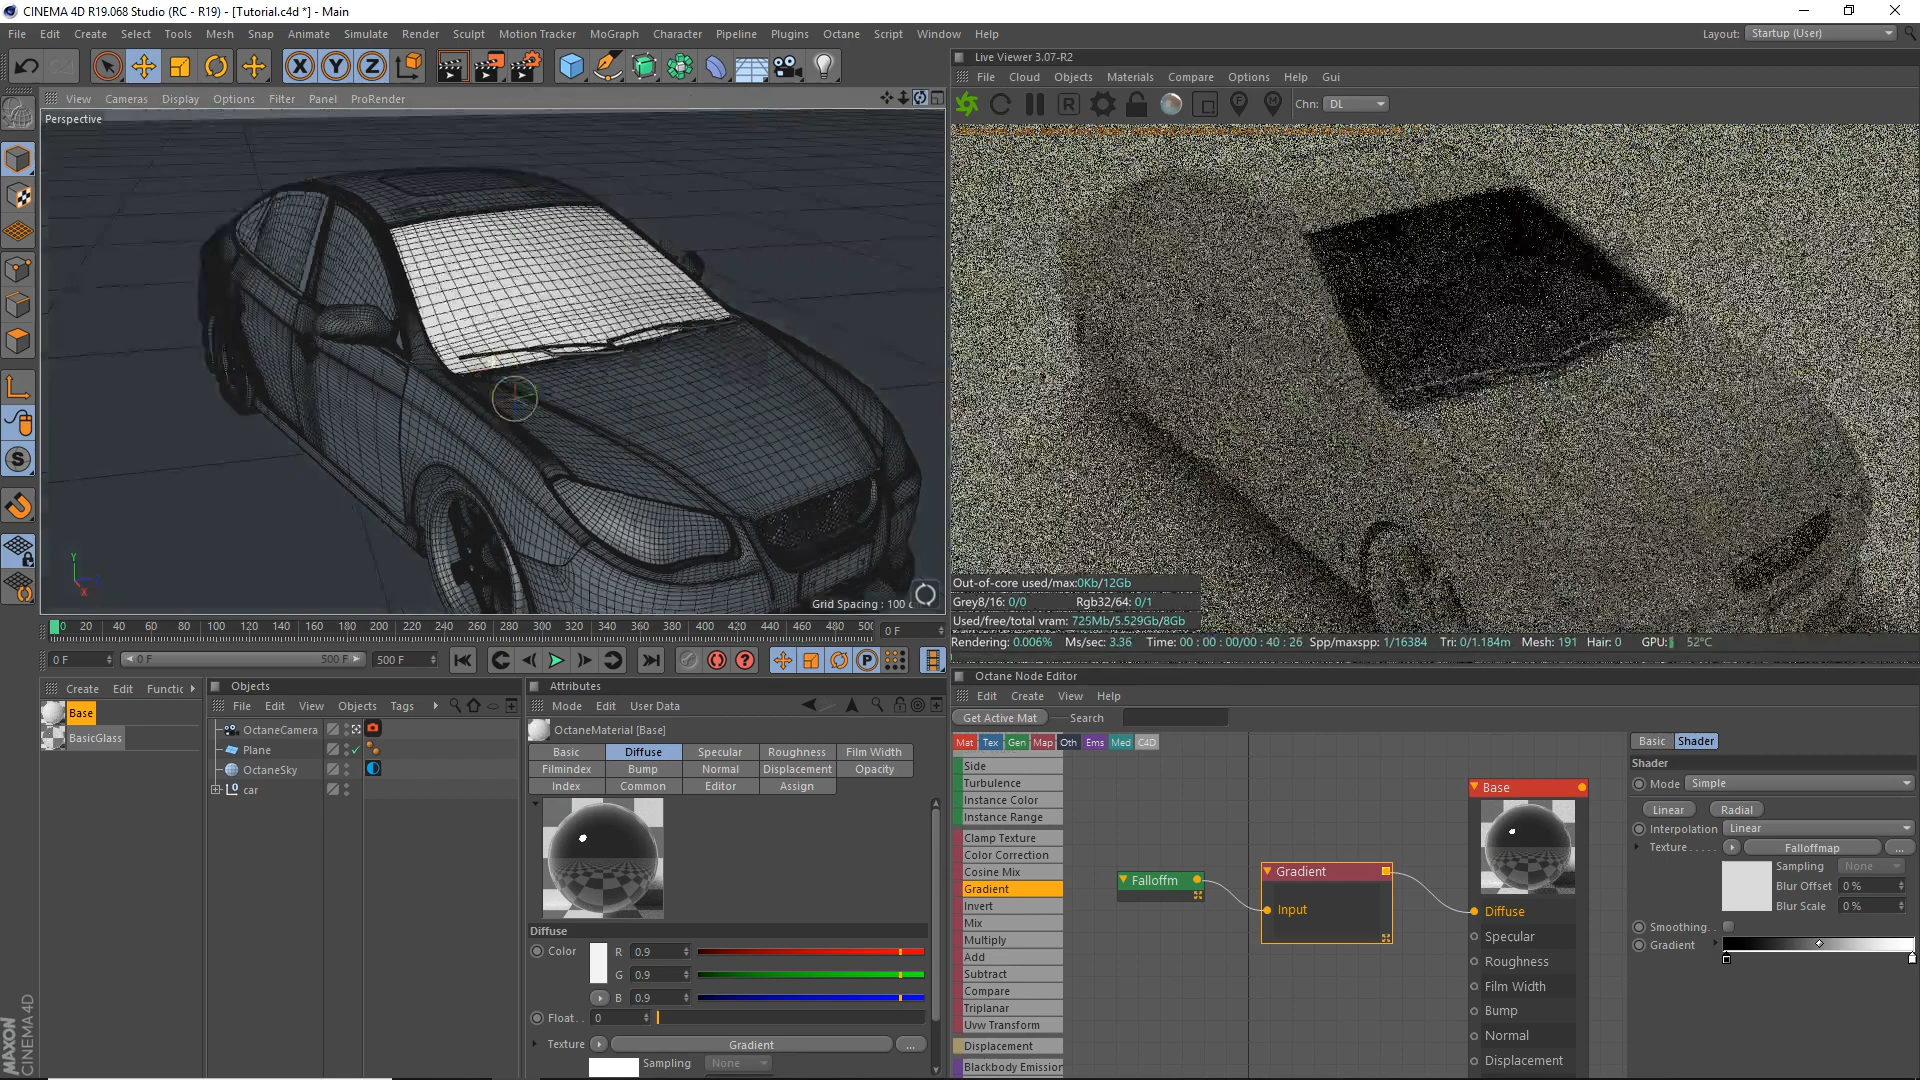 CINEMA 4D R19.068 Studio (RC - R19) - [Tutorial.c4d *] - Main
File Edit Create Select Tools Snap Animate Simulate Render Sculpt Motion Tracker MoGraph Character Pipeline Plugins Octane Script Window Help
Mesh
Layout: Startup (User)
Live Viewer 3.07-R2
File Cloud Objects Materials Compare Options Help Gui
View Cameras Display Options Filter Panel ProRender
Chn: DL
Perspective
Y
X
Grid Spacing : 100 c
Out-of-core used/max:0Kb/12Gb
Grey8/16: 0/0 Rgb32/64: 0/1
Used/free/total vram: 725Mb/5.529Gb/8Gb
Rendering: 0.006% Ms/sec: 3.36 Time: 00 : 00 : 00/00 : 40 : 26 Spp/maxspp: 1/16384 Tri: 0/1.184m Mesh: 191 Hair: 0 GPU: 52°C
0 20 40 60 80 100 120 140 160 180 200 220 240 260 280 300 320 340 360 380 400 420 440 460 480 500
0 F
0 F 0 F 500 F 500 F
Create Edit Functic
Base
BasicGlass
Objects
File Edit View Objects Tags
OctaneCamera
Plane
OctaneSky
car
Attributes
Mode Edit User Data
OctaneMaterial [Base]
Basic Diffuse Specular Roughness Film Width
Filmindex Bump Normal Displacement Opacity
Index Common Editor Assign
Diffuse
Color R 0.9
G 0.9
B 0.9
Float . . 0
Texture Gradient ...
Sampling None
Octane Node Editor
Edit Create View Help
Get Active Mat Search
Mat Tex Gen Map Oth Ems Med C4D
Side
Turbulence
Instance Color
Instance Range
Clamp Texture
Color Correction
Cosine Mix
Gradient
Invert
Mix
Multiply
Add
Subtract
Compare
Triplanar
Uvw Transform
Displacement
Blackbody Emission
Falloffm
Gradient
Input
Base
Diffuse
Specular
Roughness
Film Width
Bump
Normal
Displacement
Basic Shader
Shader
Mode Simple
Linear Radial
Interpolation Linear
Texture . . . . . Falloffmap ...
Sampling None
Blur Offset 0 %
Blur Scale 0 %
Smoothing. .
Gradient
MAXON
CINEMA 4D